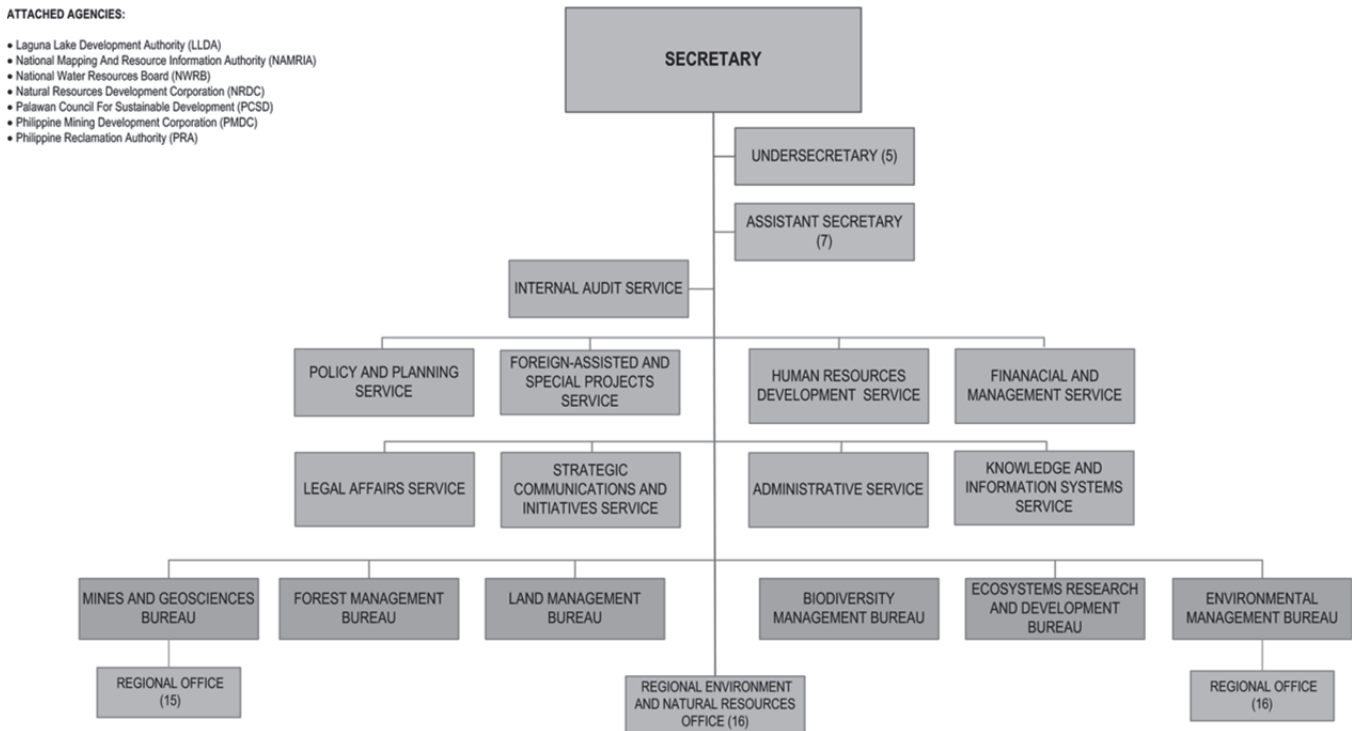 ATTACHED AGENCIES:
• Laguna Lake Development Authority (LLDA)
• National Mapping And Resource Information Authority (NAMRIA)
• National Water Resources Board (NWRB)
• Natural Resources Development Corporation (NRDC)
• Palawan Council For Sustainable Development (PCSD)
• Philippine Mining Development Corporation (PMDC)
• Philippine Reclamation Authority (PRA)
SECRETARY
UNDERSECRETARY (5)
ASSISTANT SECRETARY
(7)
INTERNAL AUDIT SERVICE
POLICY AND PLANNING
SERVICE
FOREIGN-ASSISTED AND
SPECIAL PROJECTS
SERVICE
HUMAN RESOURCES
DEVELOPMENT SERVICE
FINANACIAL AND
MANAGEMENT SERVICE
LEGAL AFFAIRS SERVICE
STRATEGIC
COMMUNICATIONS AND
INITIATIVES SERVICE
ADMINISTRATIVE SERVICE
KNOWLEDGE AND
INFORMATION SYSTEMS
SERVICE
MINES AND GEOSCIENCES
BUREAU
FOREST MANAGEMENT
BUREAU
LAND MANAGEMENT
BUREAU
BIODIVERSITY
MANAGEMENT BUREAU
ECOSYSTEMS RESEARCH
AND DEVELOPMENT
BUREAU
ENVIRONMENTAL
MANAGEMENT BUREAU
REGIONAL OFFICE
(15)
REGIONAL ENVIRONMENT
AND NATURAL RESOURCES
OFFICE (16)
REGIONAL OFFICE
(16)